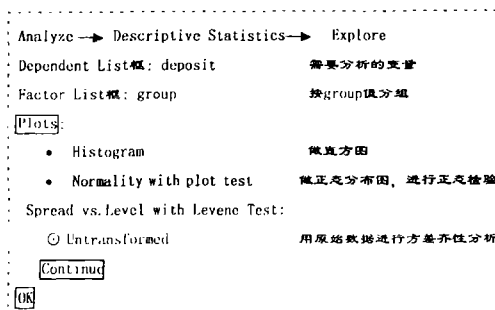 Analyze → Descriptive Statistics → Explore
Dependent List框: deposit 需要分析的变量
Factor List框: group 按group值分组
Plots:
• Histogram 做直方图
• Normality with plot test 做正态分布图，进行正态检验
Spread vs. Level with Levene Test:
⊙ Untransformed 用原始数据进行方差齐性分析
Continue
OK